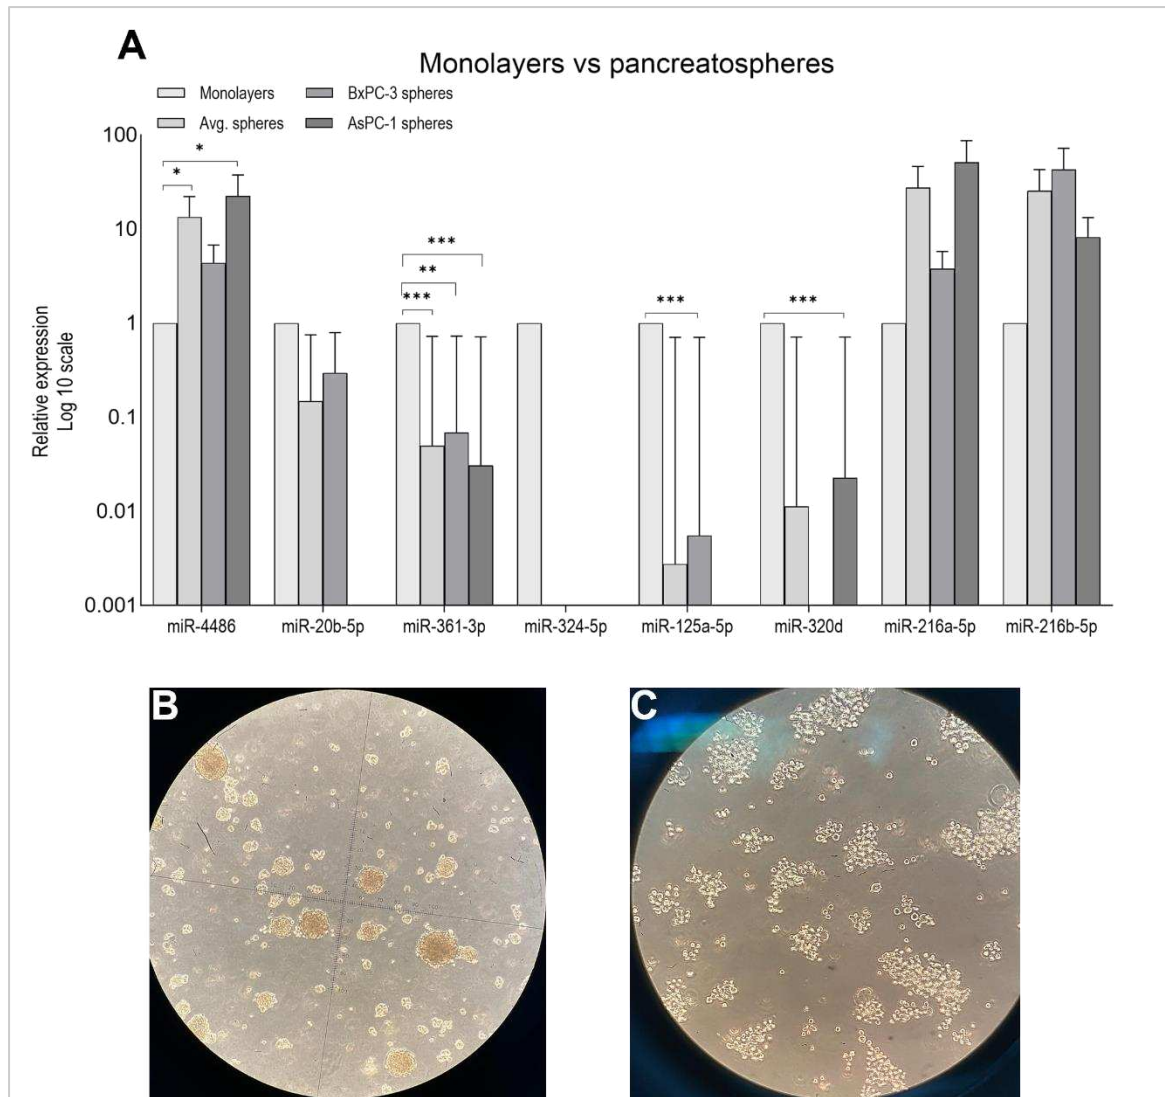 A
Monolayers vs pancreatospheres
Monolayers
BxPC-3 spheres
Avg. spheres
AsPC-1 spheres
Relative expression
Log 10 scale
100
10
1
0.1
0.01
0.001
*
*
***
**
***
***
***
miR-4486
miR-20b-5p
miR-361-3p
miR-324-5p
miR-125a-5p
miR-320d
miR-216a-5p
miR-216b-5p
B
C